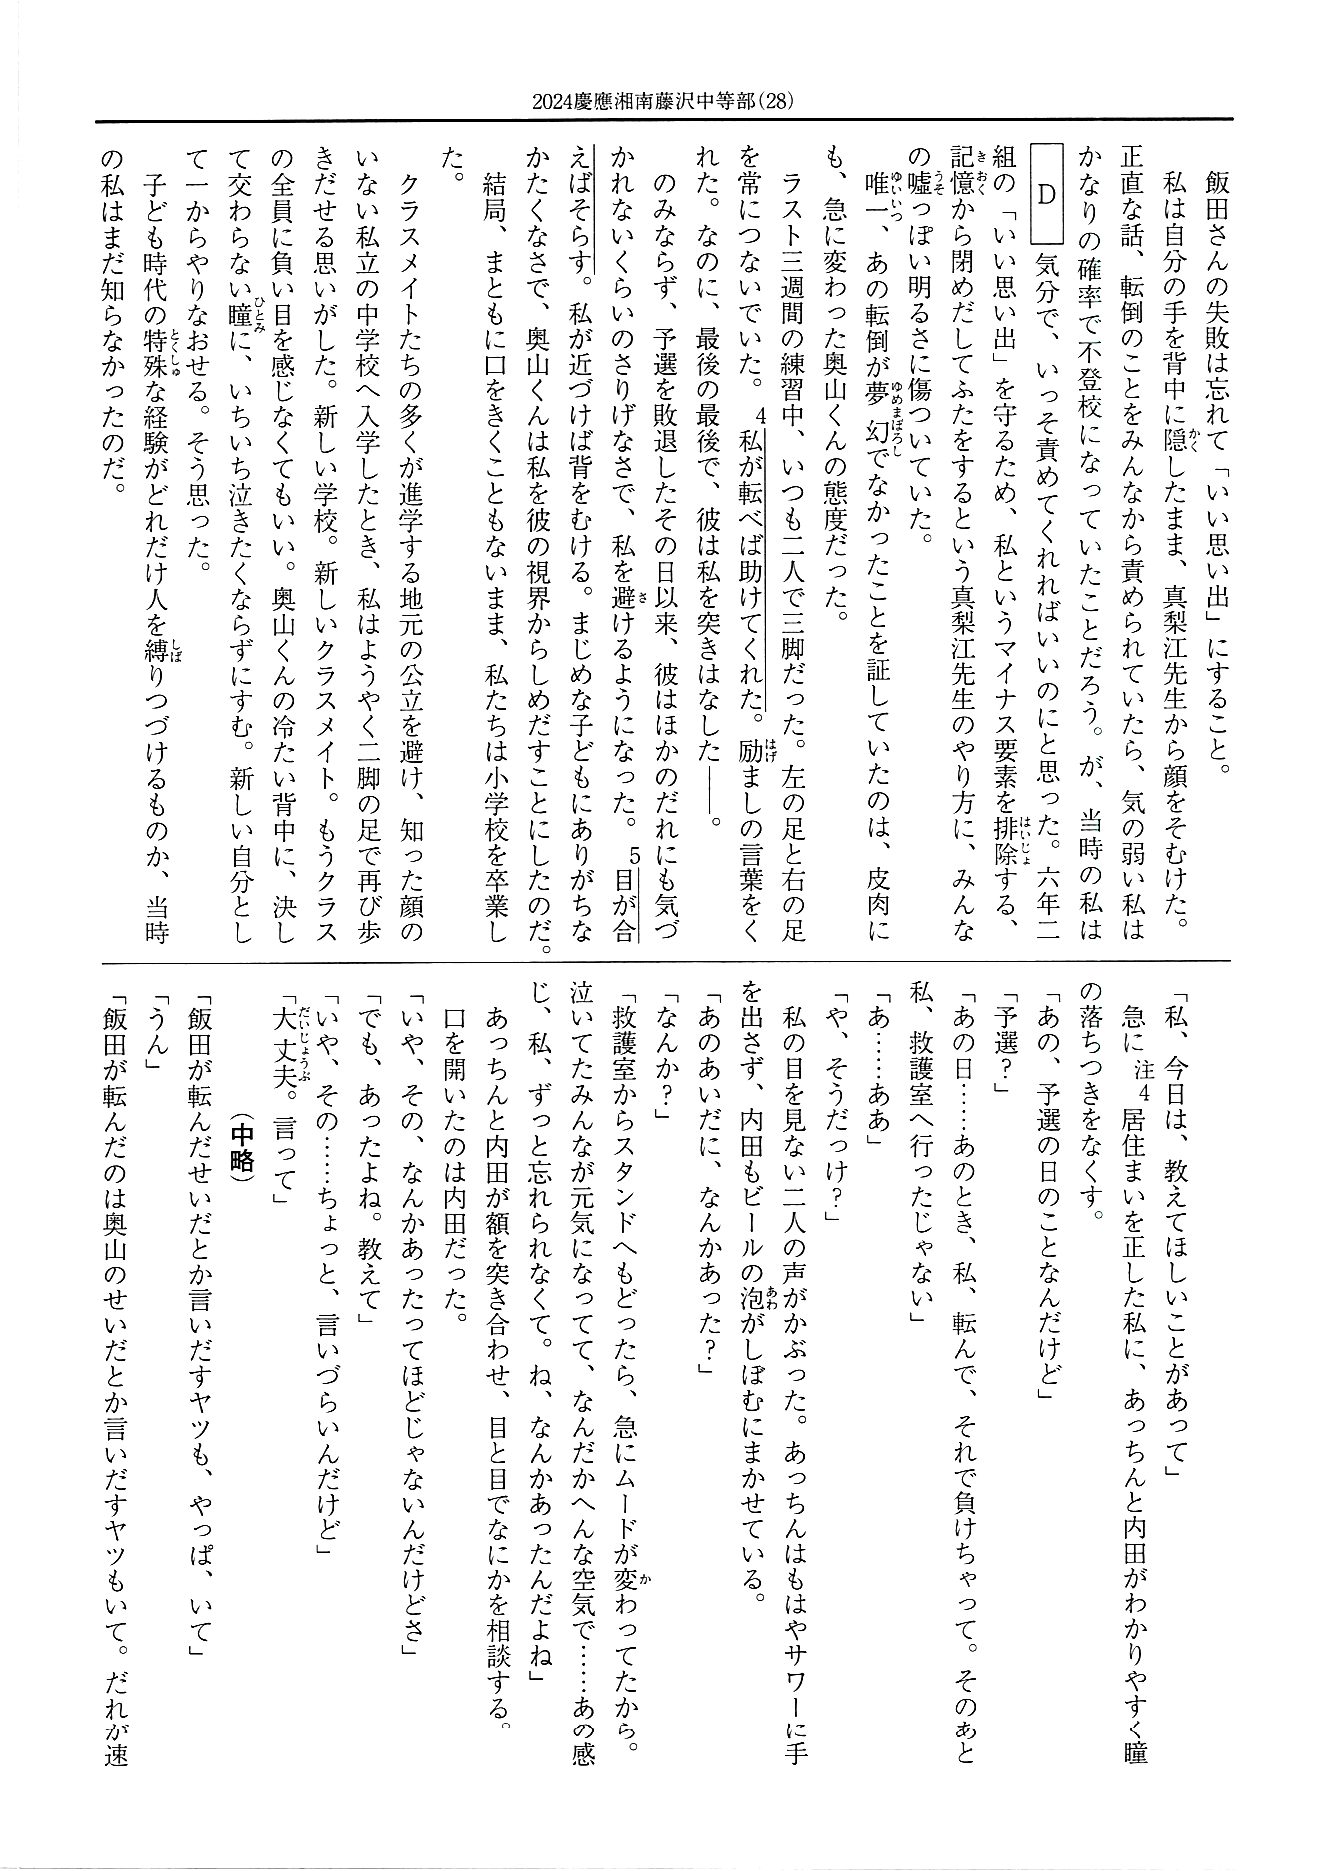 2024慶應湘南藤沢中等部(28)
飯田さんの失敗は忘れて「いい思い出」にすること。
私は自分の手を背中に隠したまま、真梨江先生から顔をそむけた。
正直な話、転倒のことをみんなから責められていたら、気の弱い私は
かなりの確率で不登校になっていたことだろう。が、当時の私は
D 気分で、いっそ責めてくれればいいのにと思った。六年二
組の「いい思い出」を守るため、私というマイナス要素を排除する、
記憶から閉めだしてふたをするという真梨江先生のやり方に、みんな
の嘘っぽい明るさに傷ついていた。
唯一、あの転倒が夢幻でなかったことを証していたのは、皮肉に
も、急に変わった奥山くんの態度だった。
ラスト三週間の練習中、いつも二人で三脚だった。左の足と右の足
を常につないでいた。4私が転べば助けてくれた。励ましの言葉をく
れた。なのに、最後の最後で、彼は私を突きはなした――。
のみならず、予選を敗退したその日以来、彼はほかのだれにも気づ
かれないくらいのさりげなさで、私を避けるようになった。5目が合
えばそらす。私が近づけば背をむける。まじめな子どもにありがちな
かたくなさで、奥山くんは私を彼の視界からしめだすことにしたのだ。
結局、まともに口をきくこともないまま、私たちは小学校を卒業し
た。
クラスメイトたちの多くが進学する地元の公立を避け、知った顔の
いない私立の中学校へ入学したとき、私はようやく二脚の足で再び歩
きだせる思いがした。新しい学校。新しいクラスメイト。もうクラス
の全員に負い目を感じなくてもいい。奥山くんの冷たい背中に、決し
て交わらない瞳に、いちいち泣きたくならずにすむ。新しい自分とし
て一からやりなおせる。そう思った。
子ども時代の特殊な経験がどれだけ人を縛りつづけるものか、当時
の私はまだ知らなかったのだ。
「私、今日は、教えてほしいことがあって」
急に注4居住まいを正した私に、あっちんと内田がわかりやすく瞳
の落ちつきをなくす。
「あの、予選の日のことなんだけど」
「予選?」
「あの日……あのとき、私、転んで、それで負けちゃって。そのあと
私、救護室へ行ったじゃない」
「あ……ああ」
「や、そうだっけ?」
私の目を見ない二人の声がかぶった。あっちんはもはやサワーに手
を出さず、内田もビールの泡がしぼむにまかせている。
「あのあいだに、なんかあった?」
「なんか?」
「救護室からスタンドへもどったら、急にムードが変わってたから。
泣いてたみんなが元気になってて、なんだかへんな空気で……あの感
じ、私、ずっと忘れられなくて。ね、なんかあったんだよね」
あっちんと内田が額を突き合わせ、目と目でなにかを相談する。
口を開いたのは内田だった。
「いや、その、なんかあったってほどじゃないんだけどさ」
「でも、あったよね。教えて」
「いや、その……ちょっと、言いづらいんだけど」
「大丈夫。言って」
(中略)
「飯田が転んだせいだとか言いだすヤツも、やっぱ、いて」
「うん」
「飯田が転んだのは奥山のせいだとか言いだすヤツもいて。だれが速